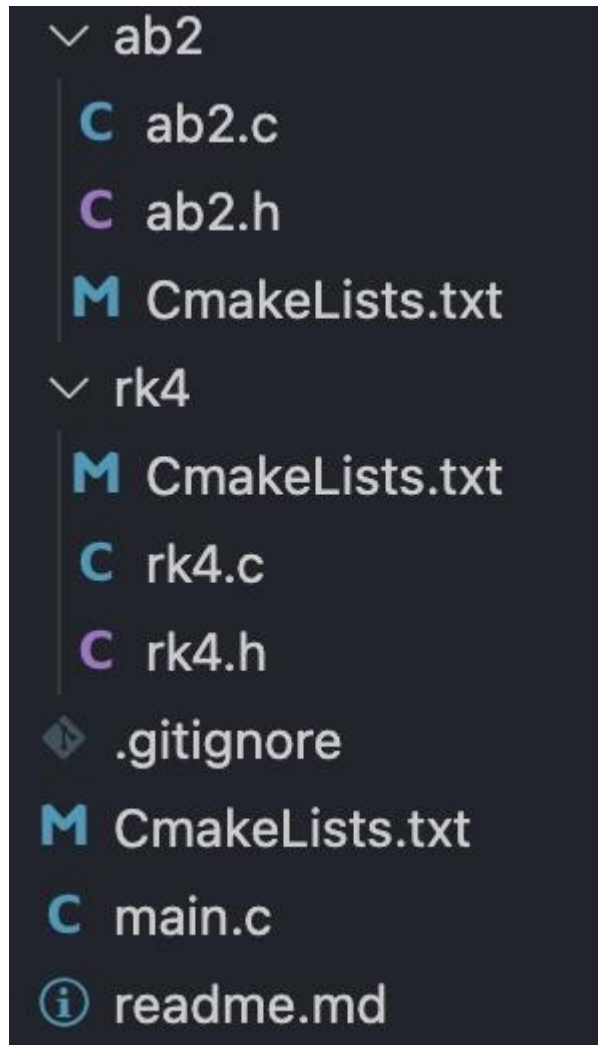 ab2
C ab2.c
C ab2.h
M CmakeLists.txt
rk4
M CmakeLists.txt
C rk4.c
C rk4.h
.gitignore
M CmakeLists.txt
C main.c
i readme.md